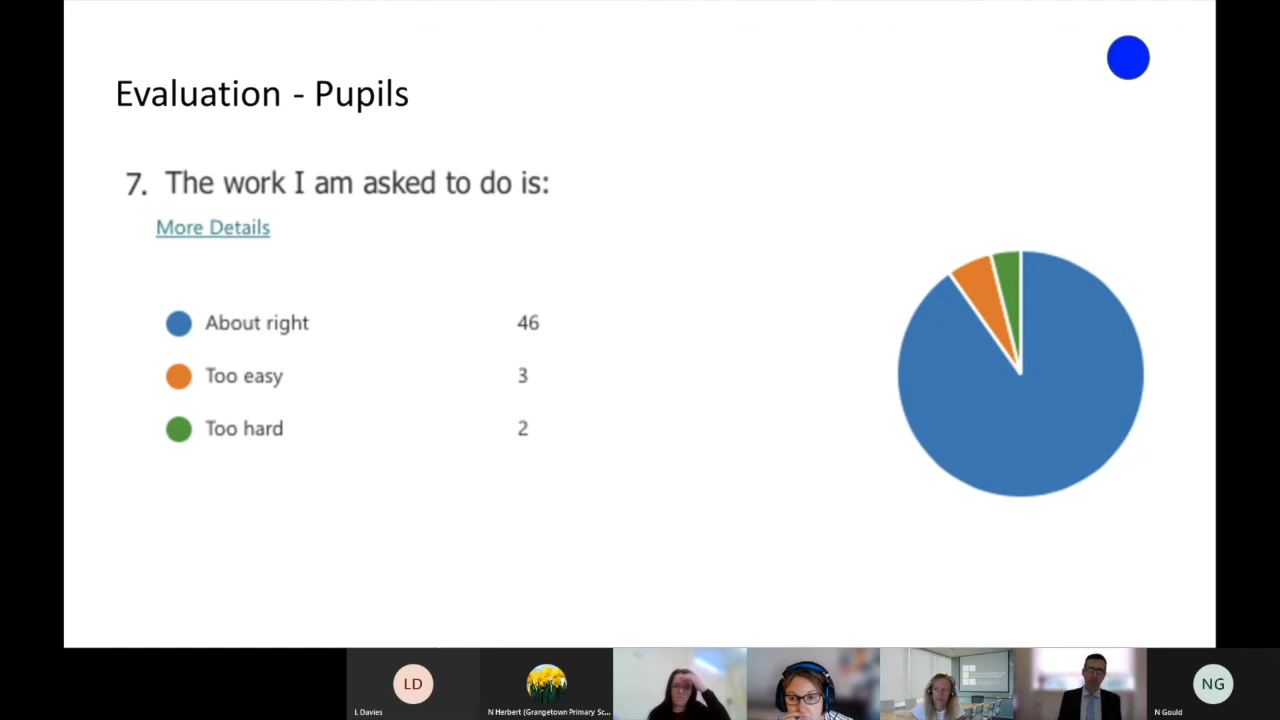 Evaluation - Pupils
7. The work I am asked to do is:
More Details
About right 46
Too easy 3
Too hard 2
LD
NG
L Davies
N Herbert (Grangetown Primary Sc...
N Gould